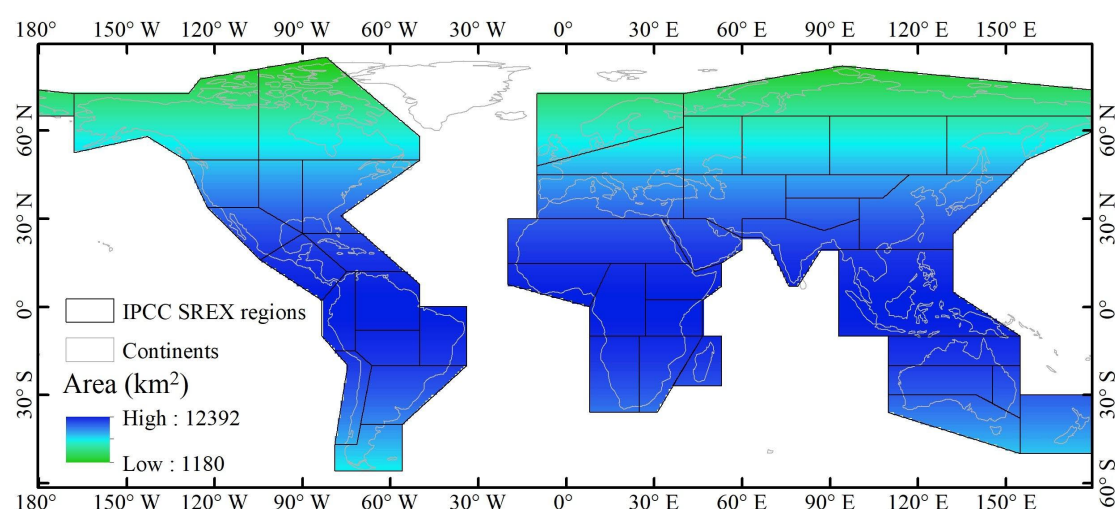 180° 150° W 120° W 90° W 60° W 30° W 0° 30° E 60° E 90° E 120° E 150° E
60° N
30° N
0°
30° S
60° N
30° N
0°
30° S
60° S
IPCC SREX regions
Continents
Area (km²)
High : 12392
Low : 1180
180° 150° W 120° W 90° W 60° W 30° W 0° 30° E 60° E 90° E 120° E 150° E